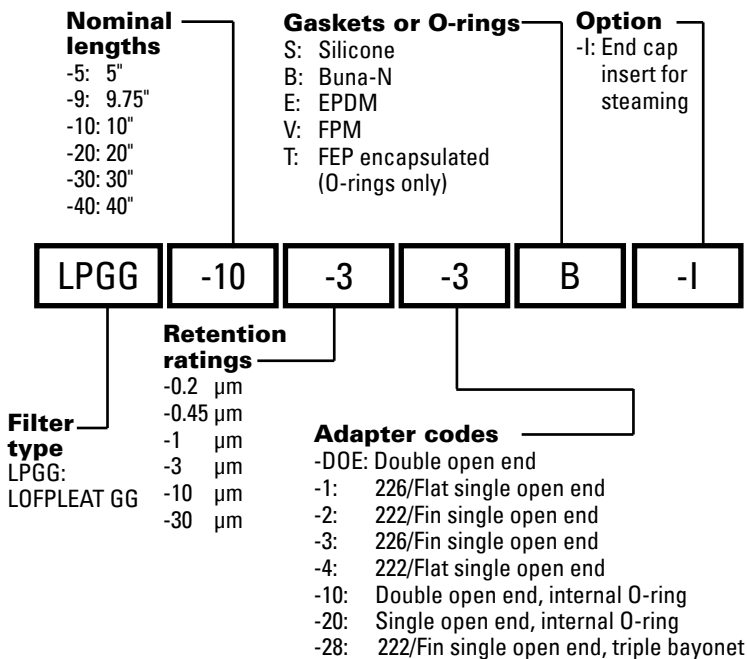 Nominal
lengths
-5: 5"
-9: 9.75"
-10: 10"
-20: 20"
-30: 30"
-40: 40"
Gaskets or O-rings
S: Silicone
B: Buna-N
E: EPDM
V: FPM
T: FEP encapsulated
(O-rings only)
Option
-I: End cap
insert for
steaming
LPGG -10 -3 -3 B -I
Filter
type
LPGG:
LOFPLEAT GG
Retention
ratings
-0.2 µm
-0.45 µm
-1 µm
-3 µm
-10 µm
-30 µm
Adapter codes
-DOE: Double open end
-1: 226/Flat single open end
-2: 222/Fin single open end
-3: 226/Fin single open end
-4: 222/Flat single open end
-10: Double open end, internal O-ring
-20: Single open end, internal O-ring
-28: 222/Fin single open end, triple bayonet